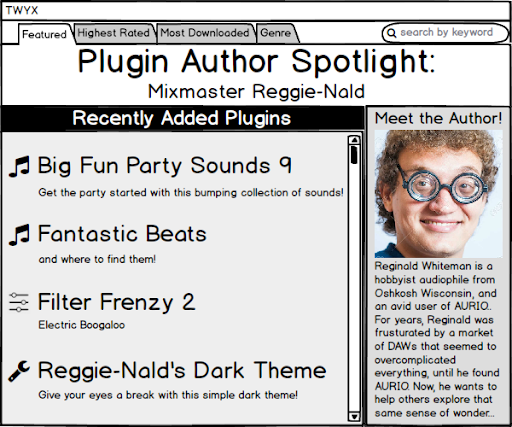 TWYX
Featured
Highest Rated
Most Downloaded
Genre
search by keyword
Plugin Author Spotlight:
Mixmaster Reggie-Nald
Recently Added Plugins
Big Fun Party Sounds 9
Get the party started with this bumping collection of sounds!
Fantastic Beats
and where to find them!
Filter Frenzy 2
Electric Boogaloo
Reggie-Nald's Dark Theme
Give your eyes a break with this simple dark theme!
Meet the Author!
Reginald Whiteman is a
hobbyist audiophile from
Oshkosh Wisconsin, and
an avid user of AURIO..
For years, Reginald was
frusturated by a market
of DAWs that seemed to
overcomplicated
everything, until he found
AURIO. Now, he wants to
help others explore that
same sense of wonder...